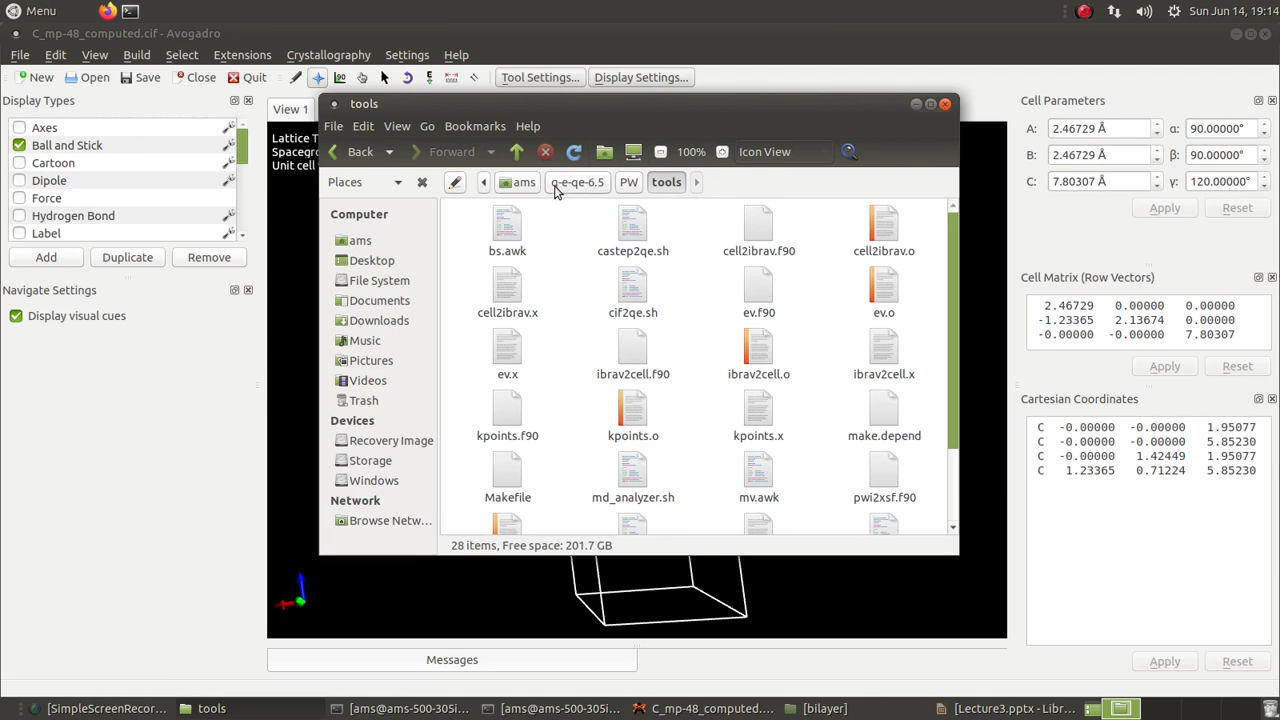 Menu
Sun Jun 14, 19:14
C_mp-48_computed.cif - Avogadro
File Edit View Build Select Extensions Crystallography Settings Help
New Open Save Close Quit Tool Settings... Display Settings...
Display Types
Axes
Ball and Stick
Cartoon
Dipole
Force
Hydrogen Bond
Label
Add Duplicate Remove
Navigate Settings
Display visual cues
View 1
Lattice T
Spacegro
Unit cell
tools
File Edit View Go Bookmarks Help
Back Forward 100% Icon View
Places
ams q-e-qe-6.5 PW tools
Computer
ams
Desktop
File System
Documents
Downloads
Music
Pictures
Videos
Trash
Devices
Recovery Image
Storage
Windows
Network
Browse Netw...
bs.awk castep2qe.sh cell2ibrav.f90 cell2ibrav.o
cell2ibrav.x cif2qe.sh ev.f90 ev.o
ev.x ibrav2cell.f90 ibrav2cell.o ibrav2cell.x
kpoints.f90 kpoints.o kpoints.x make.depend
Makefile md_analyzer.sh mv.awk pwi2xsf.f90
28 items, Free space: 201.7 GB
Messages
Cell Parameters
A: 2.46729 Å α: 90.00000°
B: 2.46729 Å β: 90.00000°
C: 7.80307 Å γ: 120.00000°
Apply Reset
Cell Matrix (Row Vectors)
2.46729 0.00000 0.00000
-1.23365 2.13674 0.00000
-0.00000 -0.00000 7.80307
Apply Reset
Cartesian Coordinates
C -0.00000 -0.00000 1.95077
C -0.00000 -0.00000 5.85230
C -0.00000 1.42449 1.95077
C 1.23365 0.71224 5.85230
Apply Reset
[SimpleScreenRecor... tools [ams@ams-500-305i... [ams@ams-500-305i... C_mp-48_computed.... [bilayer] [Lecture3.pptx - Libr...